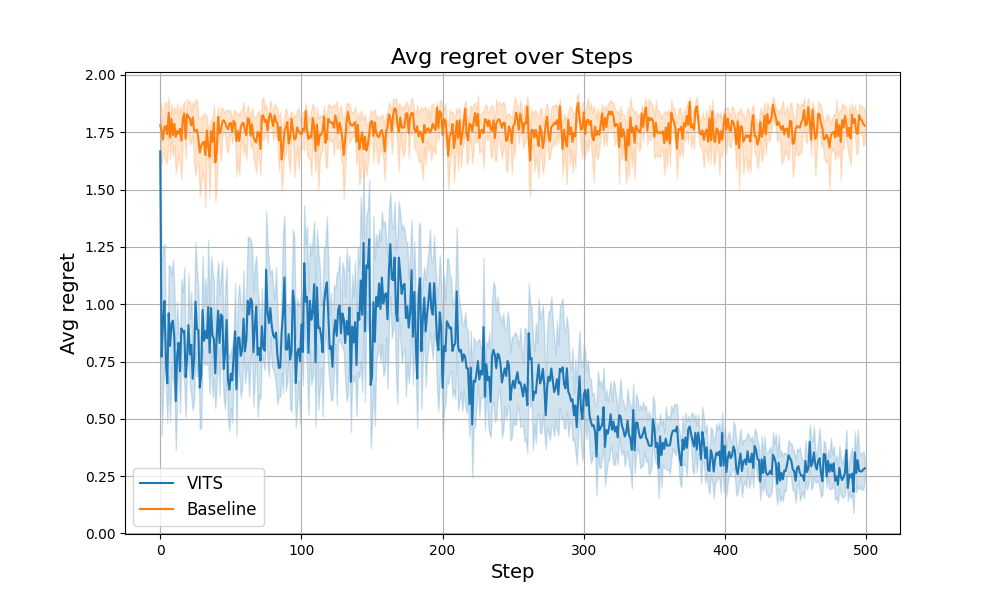 Avg regret over Steps
Avg regret
2.00
1.75
1.50
1.25
1.00
0.75
0.50
0.25
0.00
VITS
Baseline
0 100 200 300 400 500
Step